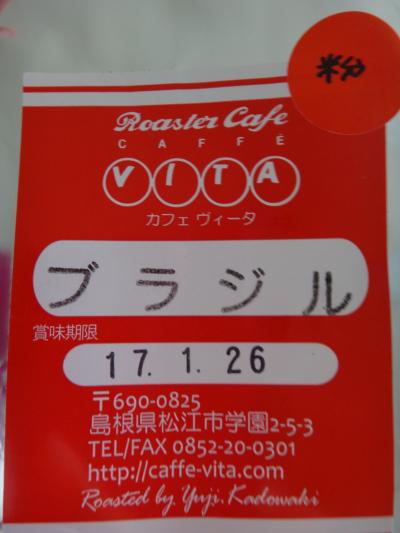 粉
Roaster Cafe
CAFFÈ
VITA
カフェ ヴィータ
ブラジル
賞味期限
17.1.26
〒690-0825
島根県松江市学園2-5-3
TEL/FAX 0852-20-0301
http://caffe-vita.com
Roasted by Yuji.Kadowaki